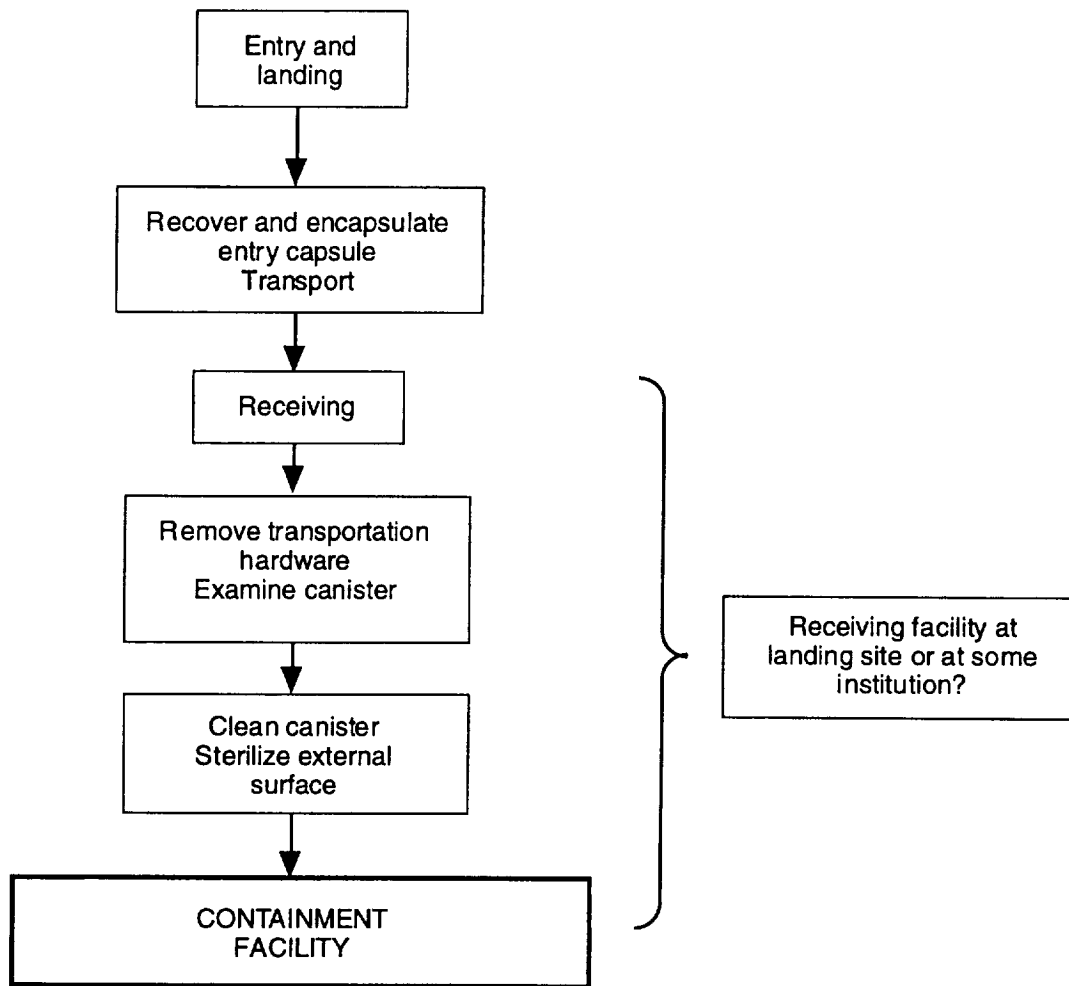 Entry and
landing
Recover and encapsulate
entry capsule
Transport
Receiving
Remove transportation
hardware
Examine canister
Receiving facility at
landing site or at some
institution?
Clean canister
Sterilize external
surface
CONTAINMENT
FACILITY